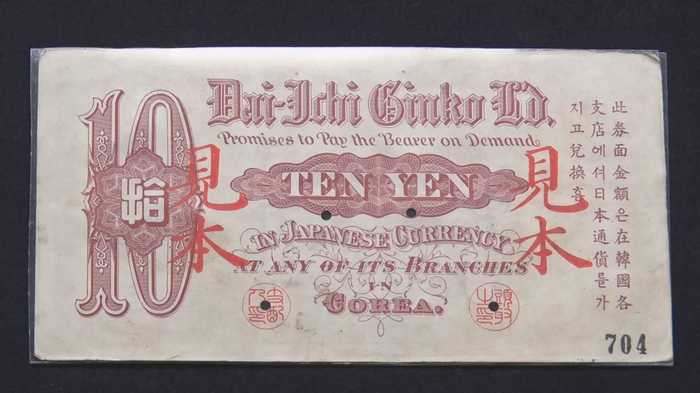 Dai-Ichi Ginko L'd.
Promises to Pay the Bearer on Demand
10
拾
TEN YEN
IN JAPANESE CURRENCY
AT ANY OF ITS BRANCHES
IN
COREA.
見本
見本
此券面金額은在韓國各
支店에셔日本通貨를가
지고兌換홈
704